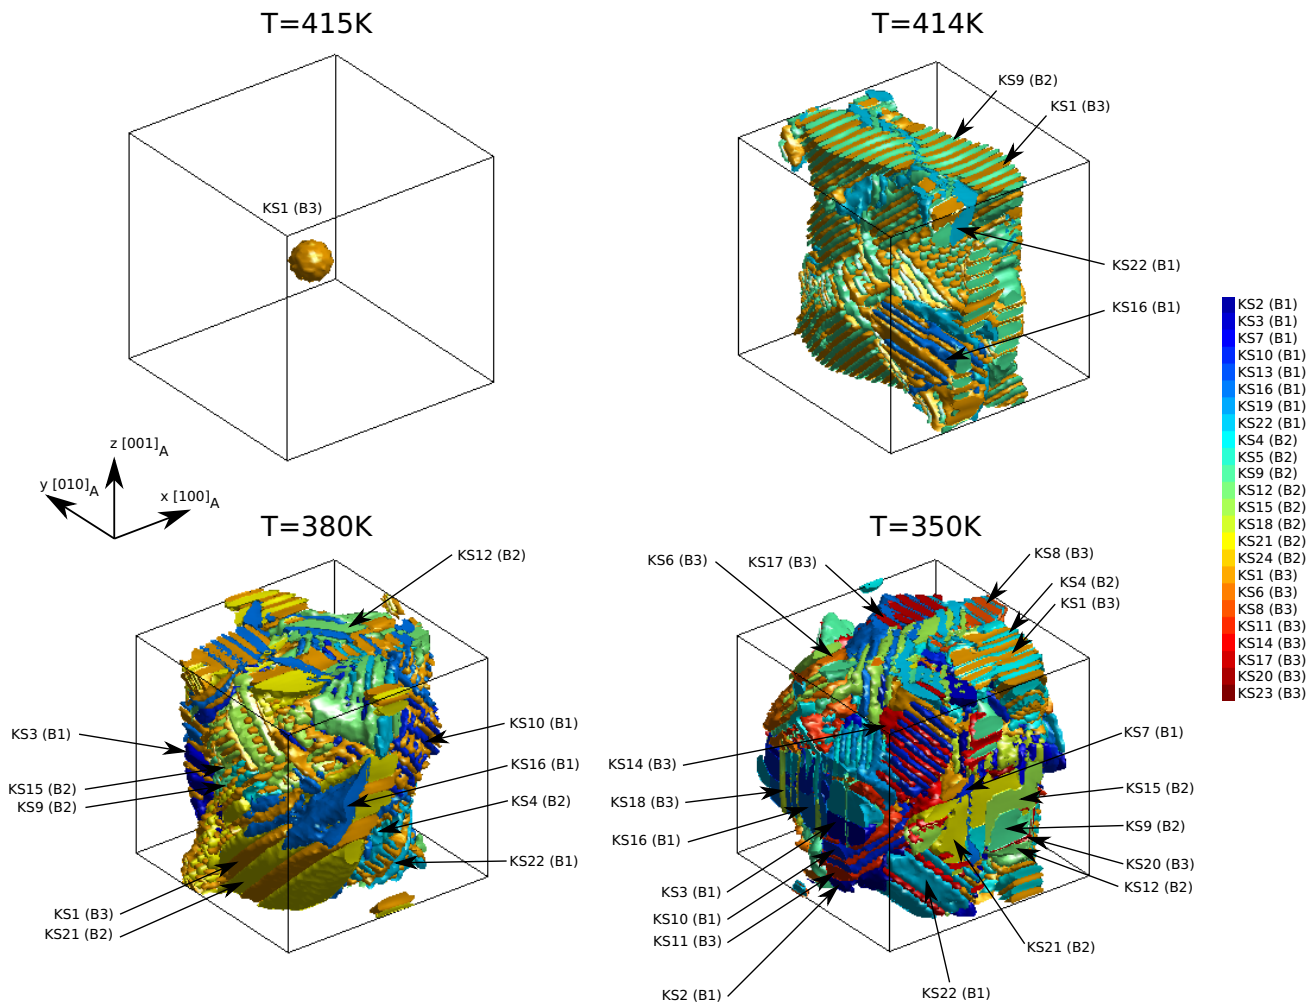 T=415K
KS1 (B3)
T=414K
KS9 (B2)
KS1 (B3)
KS22 (B1)
KS16 (B1)
z [001]A
y [010]A
x [100]A
T=380K
KS12 (B2)
KS3 (B1)
KS10 (B1)
KS16 (B1)
KS15 (B2)
KS9 (B2)
KS4 (B2)
KS22 (B1)
KS1 (B3)
KS21 (B2)
T=350K
KS6 (B3)
KS17 (B3)
KS8 (B3)
KS4 (B2)
KS1 (B3)
KS7 (B1)
KS14 (B3)
KS15 (B2)
KS18 (B3)
KS9 (B2)
KS16 (B1)
KS20 (B3)
KS12 (B2)
KS3 (B1)
KS10 (B1)
KS11 (B3)
KS21 (B2)
KS2 (B1)
KS22 (B1)
KS2 (B1)
KS3 (B1)
KS7 (B1)
KS10 (B1)
KS13 (B1)
KS16 (B1)
KS19 (B1)
KS22 (B1)
KS4 (B2)
KS5 (B2)
KS9 (B2)
KS12 (B2)
KS15 (B2)
KS18 (B2)
KS21 (B2)
KS24 (B2)
KS1 (B3)
KS6 (B3)
KS8 (B3)
KS11 (B3)
KS14 (B3)
KS17 (B3)
KS20 (B3)
KS23 (B3)